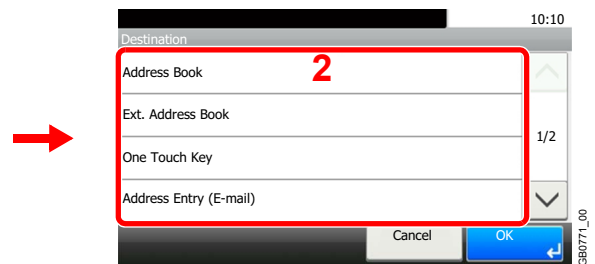 10:10
Destination
Address Book
2
Ext. Address Book
1/2
One Touch Key
Address Entry (E-mail)
Cancel
OK
GB0771_00